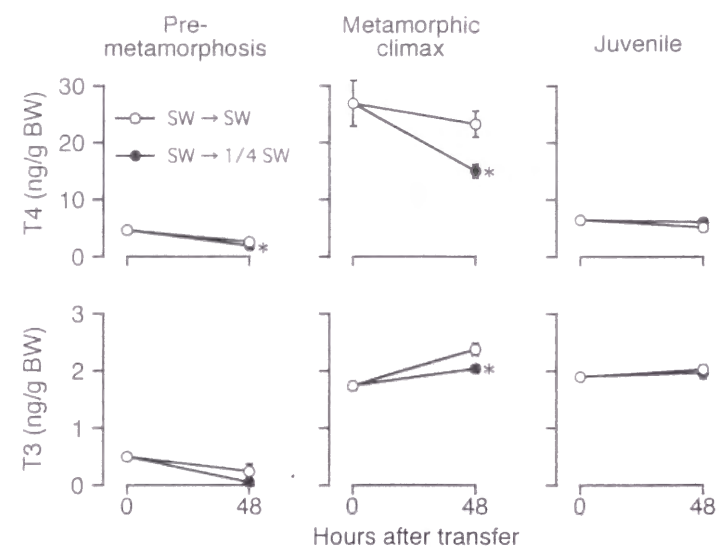 Pre-
metamorphosis
Metamorphic
climax
Juvenile
T4 (ng/g BW)
30
20
10
0
SW → SW
SW → 1/4 SW
*
*
T3 (ng/g BW)
3
2
1
0
*
0 48
0 48
0 48
Hours after transfer